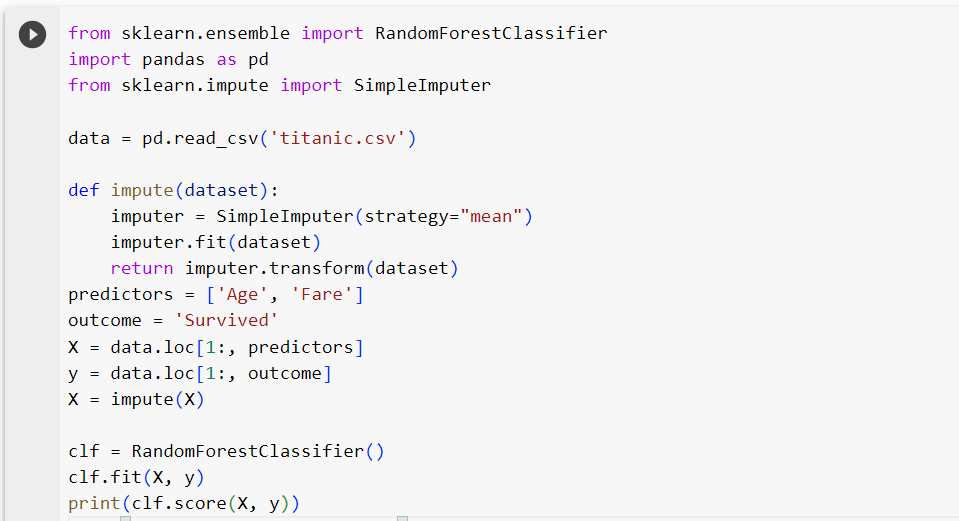 from sklearn.ensemble import RandomForestClassifier
import pandas as pd
from sklearn.impute import SimpleImputer
data = pd.read_csv('titanic.csv')
def impute(dataset):
    imputer = SimpleImputer(strategy="mean")
    imputer.fit(dataset)
    return imputer.transform(dataset)
predictors = ['Age', 'Fare']
outcome = 'Survived'
X = data.loc[1:, predictors]
y = data.loc[1:, outcome]
X = impute(X)
clf = RandomForestClassifier()
clf.fit(X, y)
print(clf.score(X, y))